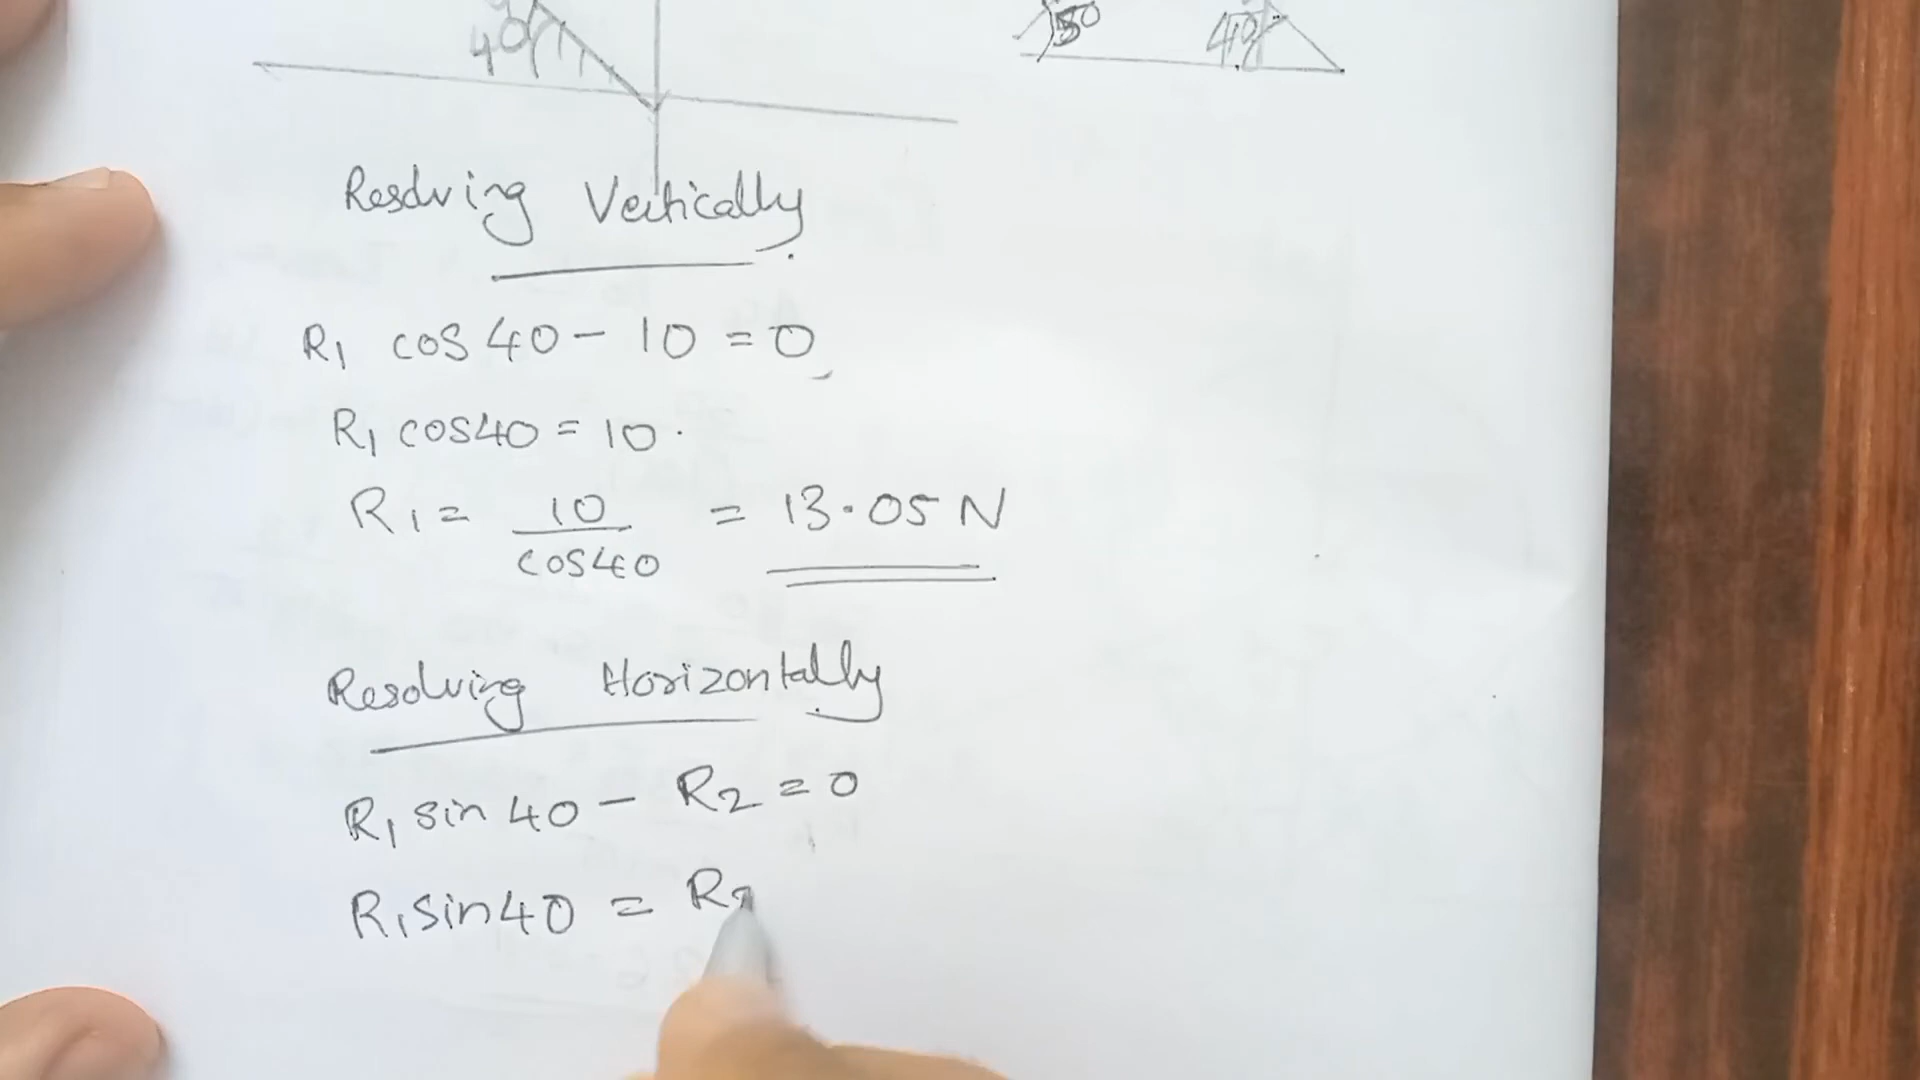 40
50
40
Resolving Vertically
R₁ cos 40 - 10 = 0
R₁ cos40 = 10.
R₁ = 10/cos40 = 13.05 N
Resolving Horizontally
R₁ sin 40 - R₂ = 0
R₁ sin40 = R₂